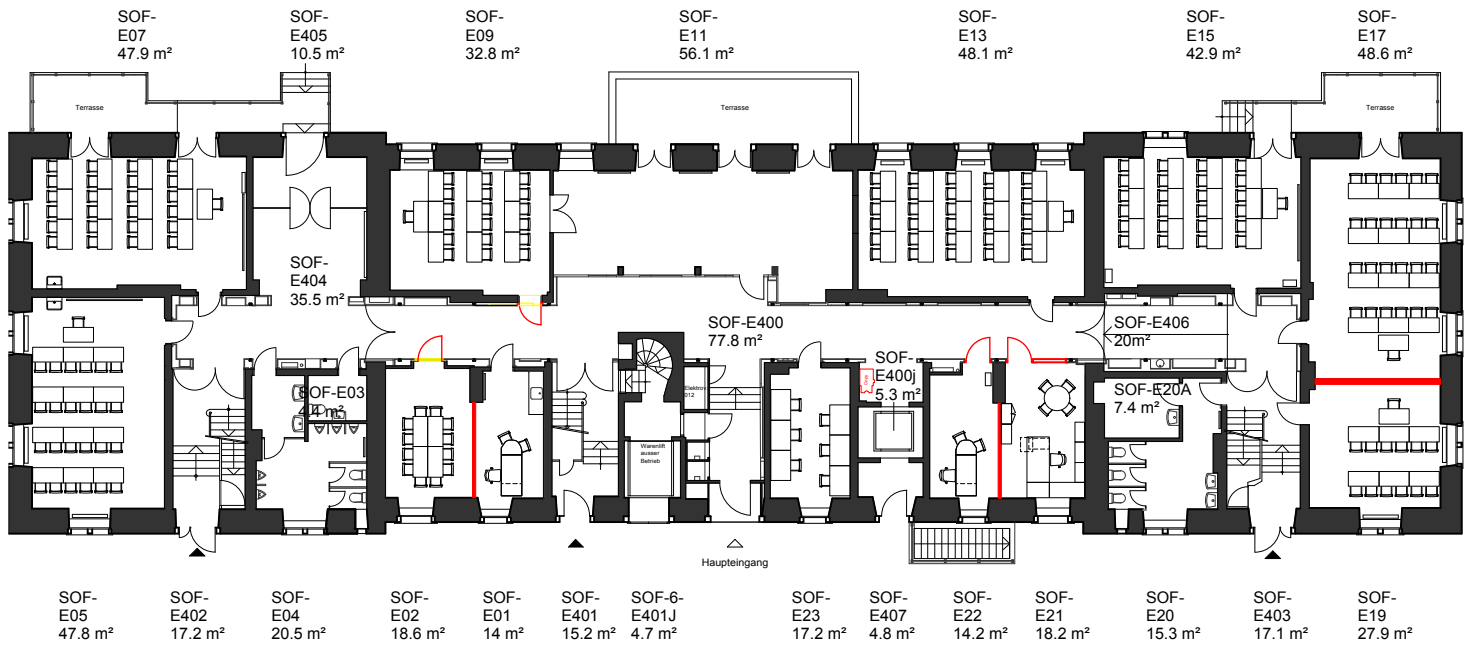 SOF-
E07
47.9 m²
SOF-
E405
10.5 m²
SOF-
E09
32.8 m²
SOF-
E11
56.1 m²
SOF-
E13
48.1 m²
SOF-
E15
42.9 m²
SOF-
E17
48.6 m²
Terrasse
Terrasse
Terrasse
SOF-
E404
35.5 m²
SOF-E400
77.8 m²
SOF-E406
20m²
SOF-
E400j
5.3 m²
SOF-E03
4.4 m²
SOF-E20A
7.4 m²
Elektrov.
012
Warenlift
ausser
Betrieb
Haupteingang
SOF-
E05
47.8 m²
SOF-
E402
17.2 m²
SOF-
E04
20.5 m²
SOF-
E02
18.6 m²
SOF-
E01
14 m²
SOF-
E401
15.2 m²
SOF-6-
E401J
4.7 m²
SOF-
E23
17.2 m²
SOF-
E407
4.8 m²
SOF-
E22
14.2 m²
SOF-
E21
18.2 m²
SOF-
E20
15.3 m²
SOF-
E403
17.1 m²
SOF-
E19
27.9 m²